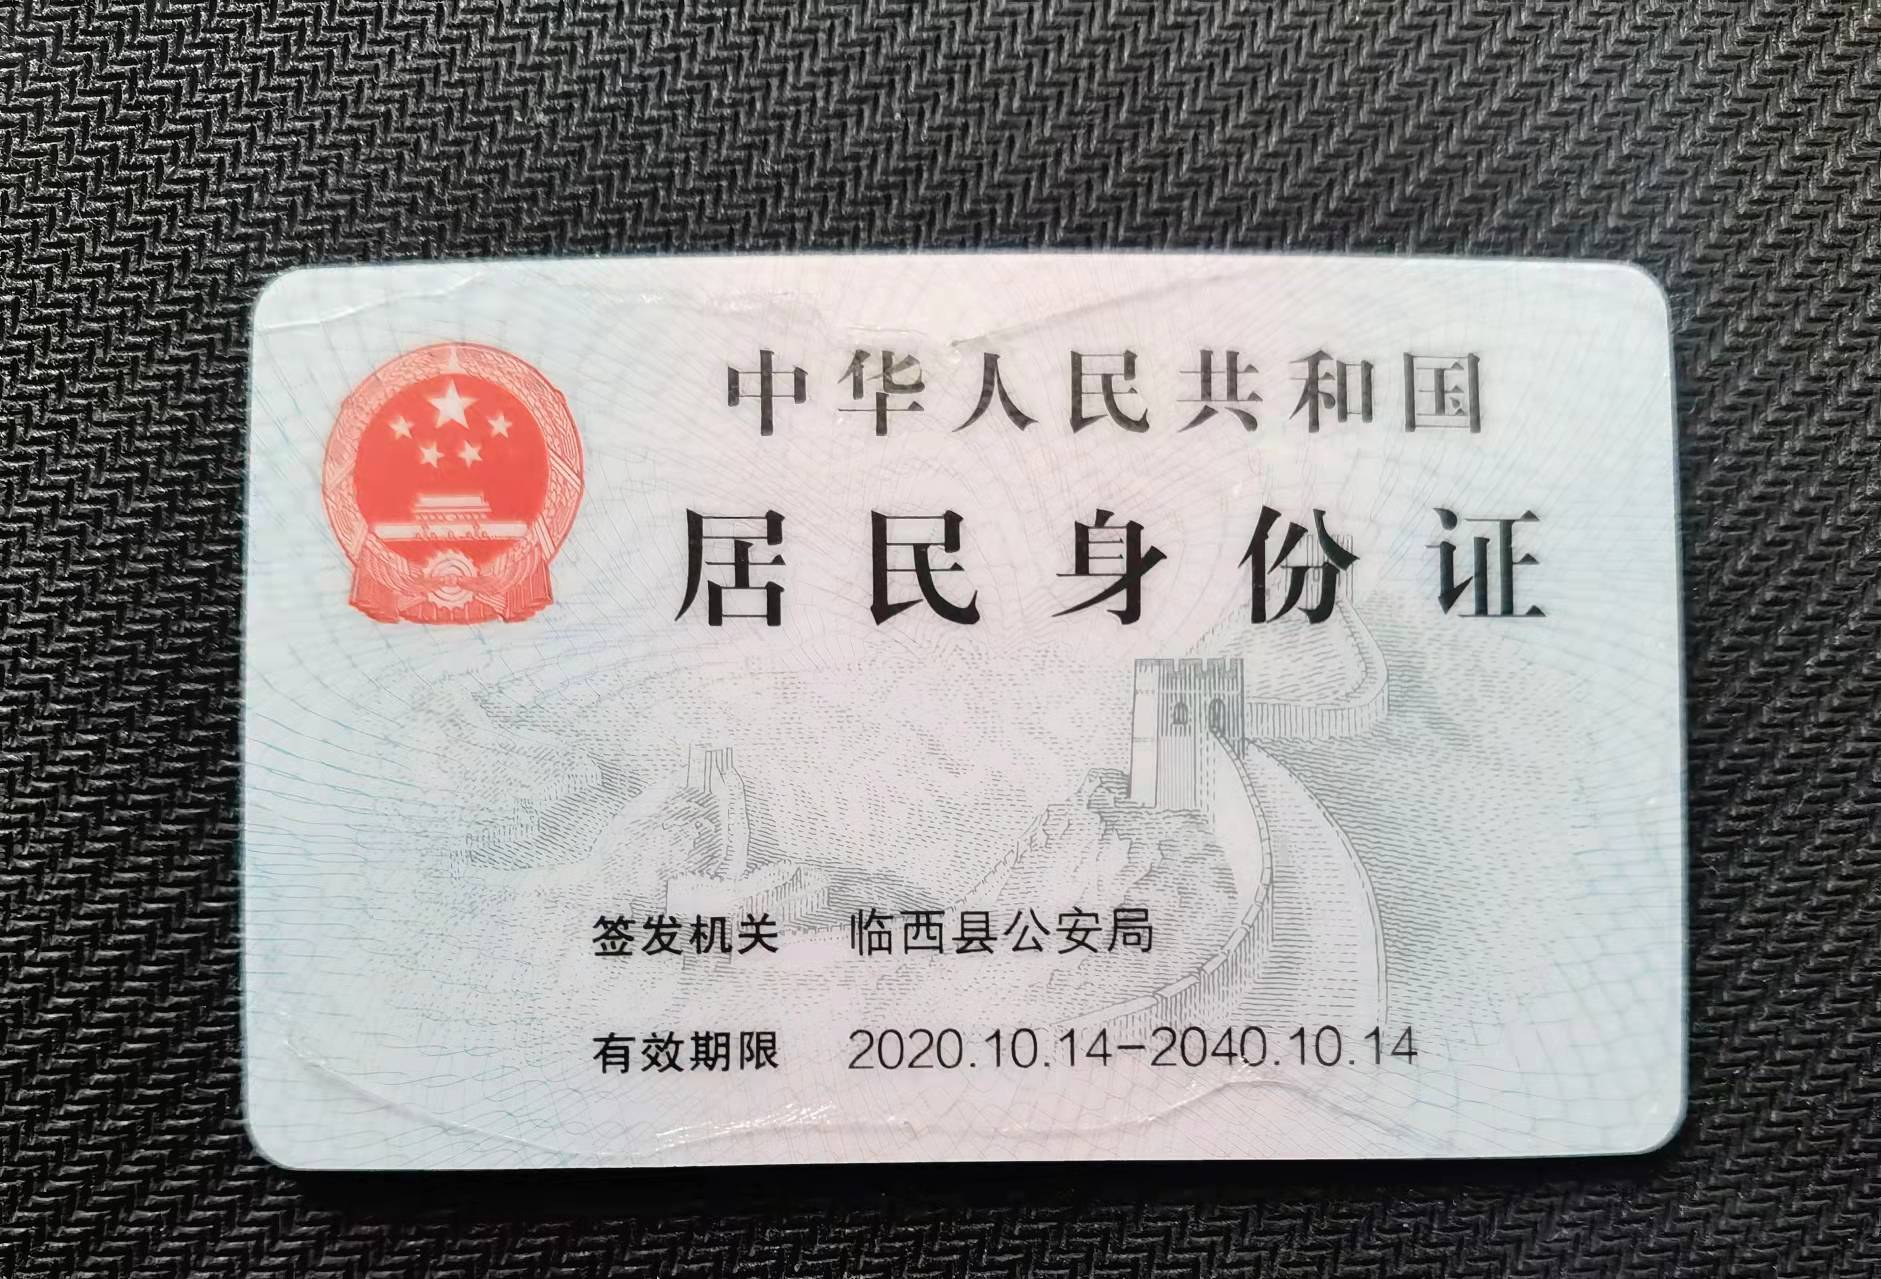 中华人民共和国
居民身份证
签发机关 临西县公安局
有效期限 2020.10.14-2040.10.14